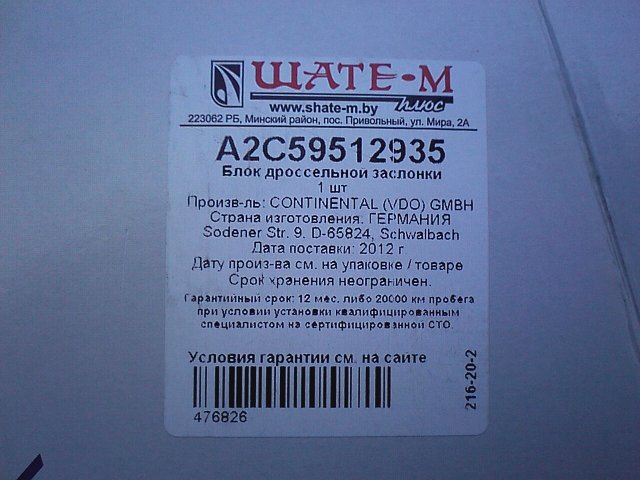 ШАТЕ-М
плюс
www.shate-m.by
223062 РБ, Минский район, пос. Привольный, ул. Мира, 2А
A2C59512935
Блок дроссельной заслонки
1 шт
Произв-ль: CONTINENTAL (VDO) GMBH
Страна изготовления: ГЕРМАНИЯ
Sodener Str. 9, D-65824, Schwalbach
Дата поставки: 2012 г
Дату произ-ва см. на упаковке / товаре
Срок хранения неограничен.
Гарантийный срок: 12 мес. либо 20000 км пробега
при условии установки квалифицированным
специалистом на сертифицированной СТО.
Условия гарантии см. на сайте
476826
216-20-2